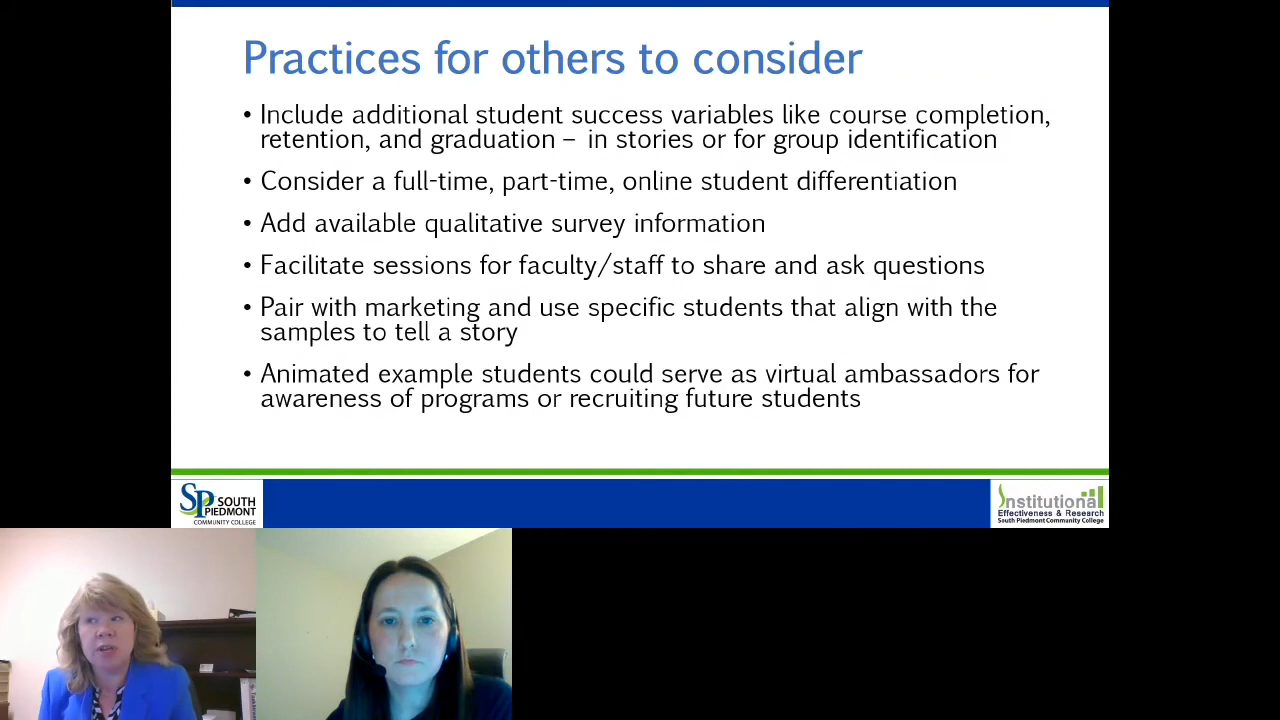 Practices for others to consider
• Include additional student success variables like course completion,
retention, and graduation – in stories or for group identification
• Consider a full-time, part-time, online student differentiation
• Add available qualitative survey information
• Facilitate sessions for faculty/staff to share and ask questions
• Pair with marketing and use specific students that align with the
samples to tell a story
• Animated example students could serve as virtual ambassadors for
awareness of programs or recruiting future students
SP SOUTH
PIEDMONT
COMMUNITY COLLEGE
Institutional
Effectiveness & Research
South Piedmont Community College